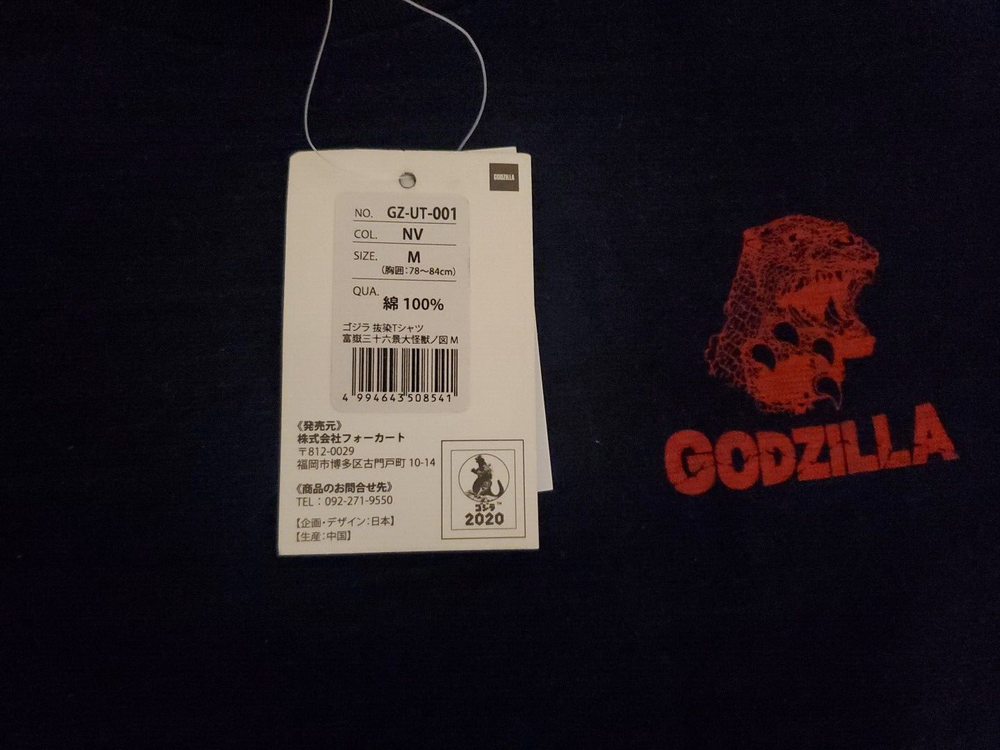 GODZILLA
NO. GZ-UT-001
COL. NV
SIZE. M
(胸囲:78〜84cm)
QUA. 綿 100%
ゴジラ 抜染Tシャツ
富嶽三十六景大怪獣ノ図 M
4 994643 508541
《発売元》
株式会社フォーカート
〒812-0029
福岡市博多区古門戸町 10-14
《商品のお問合せ先》
TEL:092-271-9550
【企画・デザイン:日本】
【生産:中国】
ゴジラ™
2020
GODZILLA